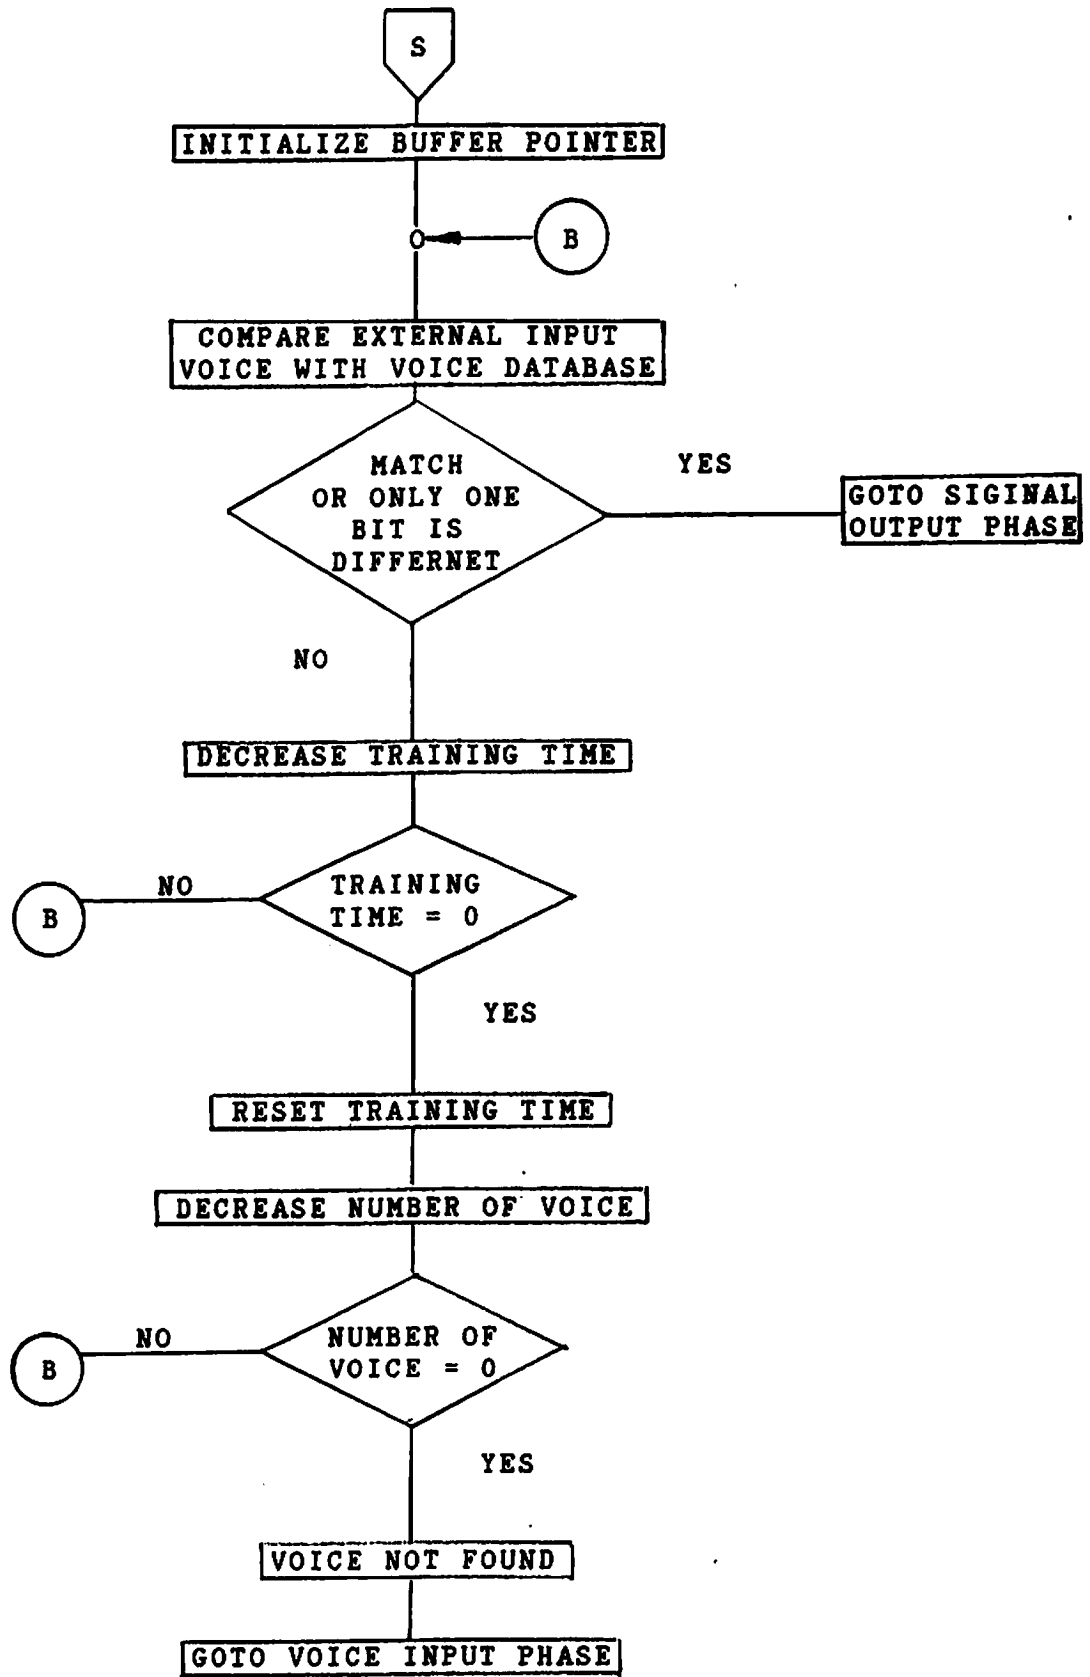 S
INITIALIZE BUFFER POINTER
B
COMPARE EXTERNAL INPUT
VOICE WITH VOICE DATABASE
MATCH
OR ONLY ONE
BIT IS
DIFFERNET
YES
GOTO SIGINAL
OUTPUT PHASE
NO
DECREASE TRAINING TIME
NO
B
TRAINING
TIME = 0
YES
RESET TRAINING TIME
DECREASE NUMBER OF VOICE
NO
B
NUMBER OF
VOICE = 0
YES
VOICE NOT FOUND
GOTO VOICE INPUT PHASE